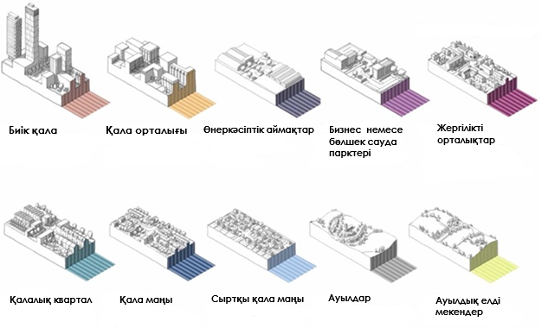 Биік қала
Қала орталығы
Өнеркәсіптік аймақтар
Бизнес немесе
бөлшек сауда
парктері
Жергілікті
орталықтар
Қалалық квартал
Қала маңы
Сыртқы қала маңы
Ауылдар
Ауылдық елді
мекендер